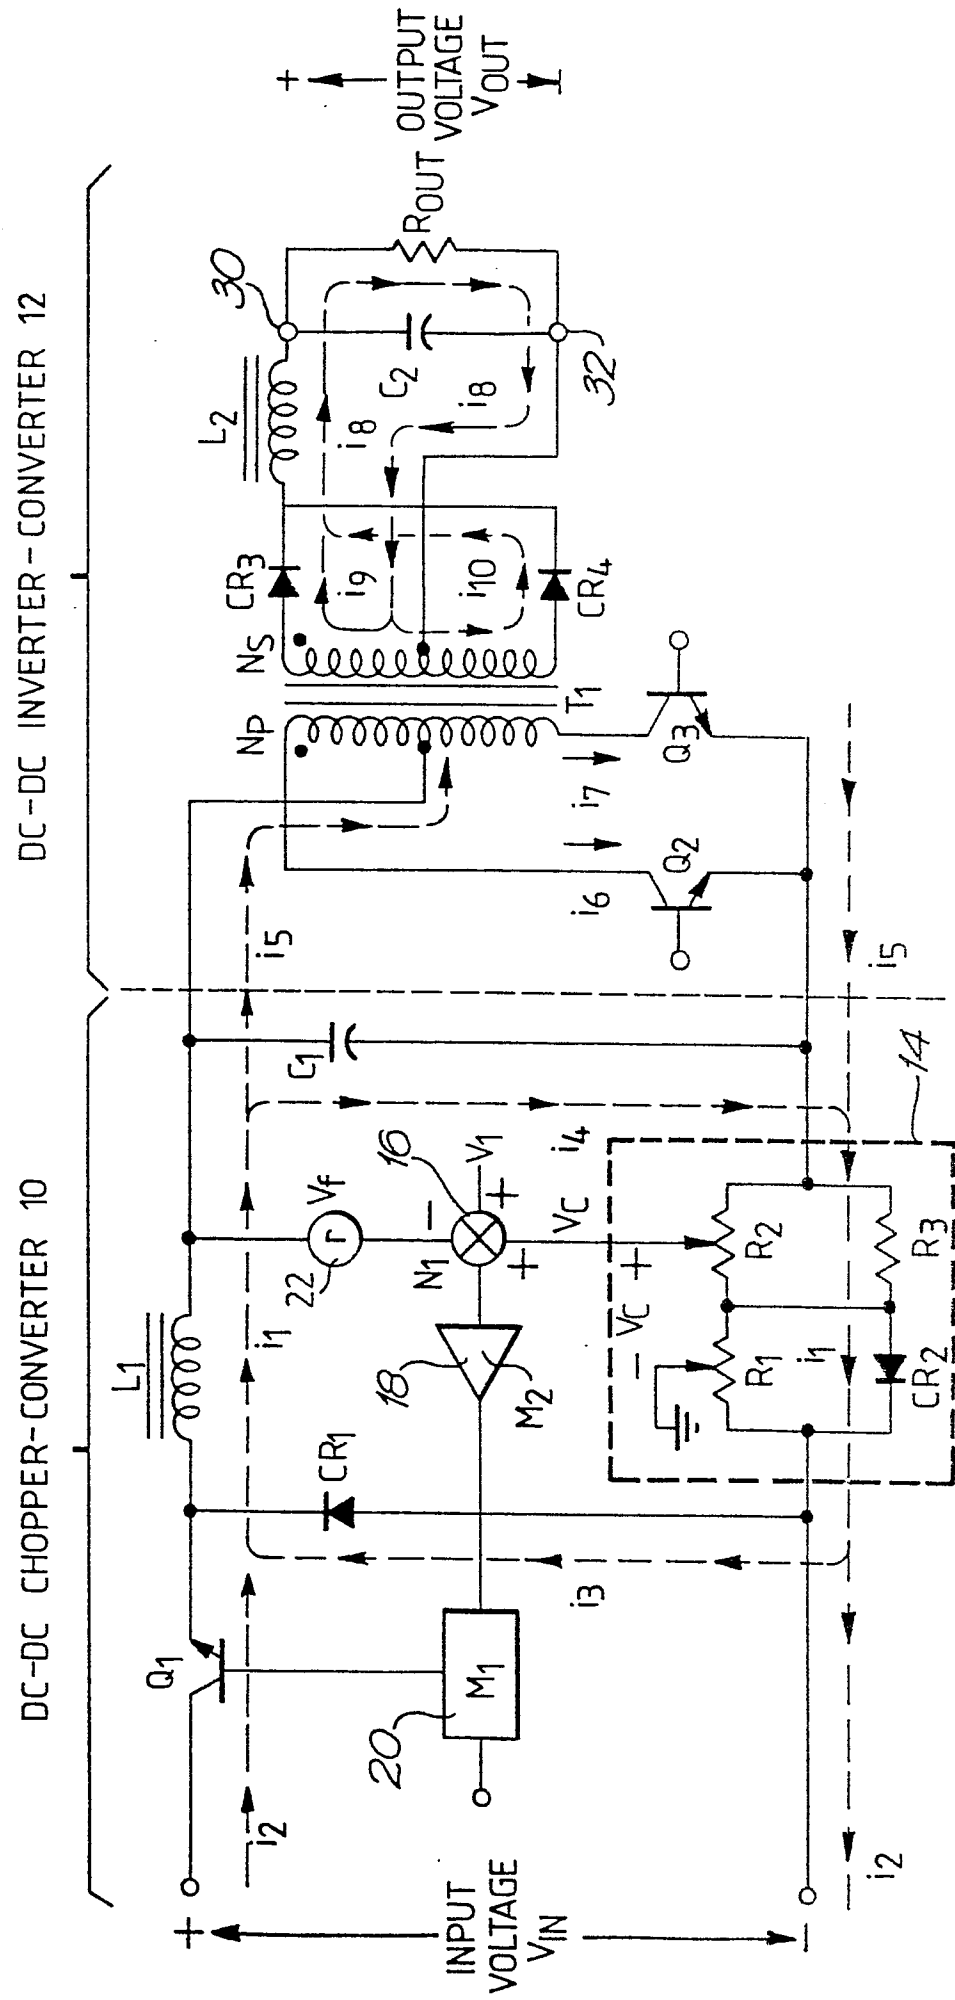 DC-DC CHOPPER-CONVERTER 10
DC-DC INVERTER-CONVERTER 12
Q1
L1
L2
30
+
i2
CR1
i1
22
r
Vf
C1
i5
NP
NS
CR3
i9
i8
C2
ROUT
+
OUTPUT
VOLTAGE
VOUT
−
INPUT
VOLTAGE
VIN
20
M1
18
M2
N1
−
16
V1
+
+
i3
i4
VC
− VC +
i6
i7
T1
i10
CR4
i8
32
Q2
Q3
R1
R2
i1
CR2
R3
14
−
i2
i5